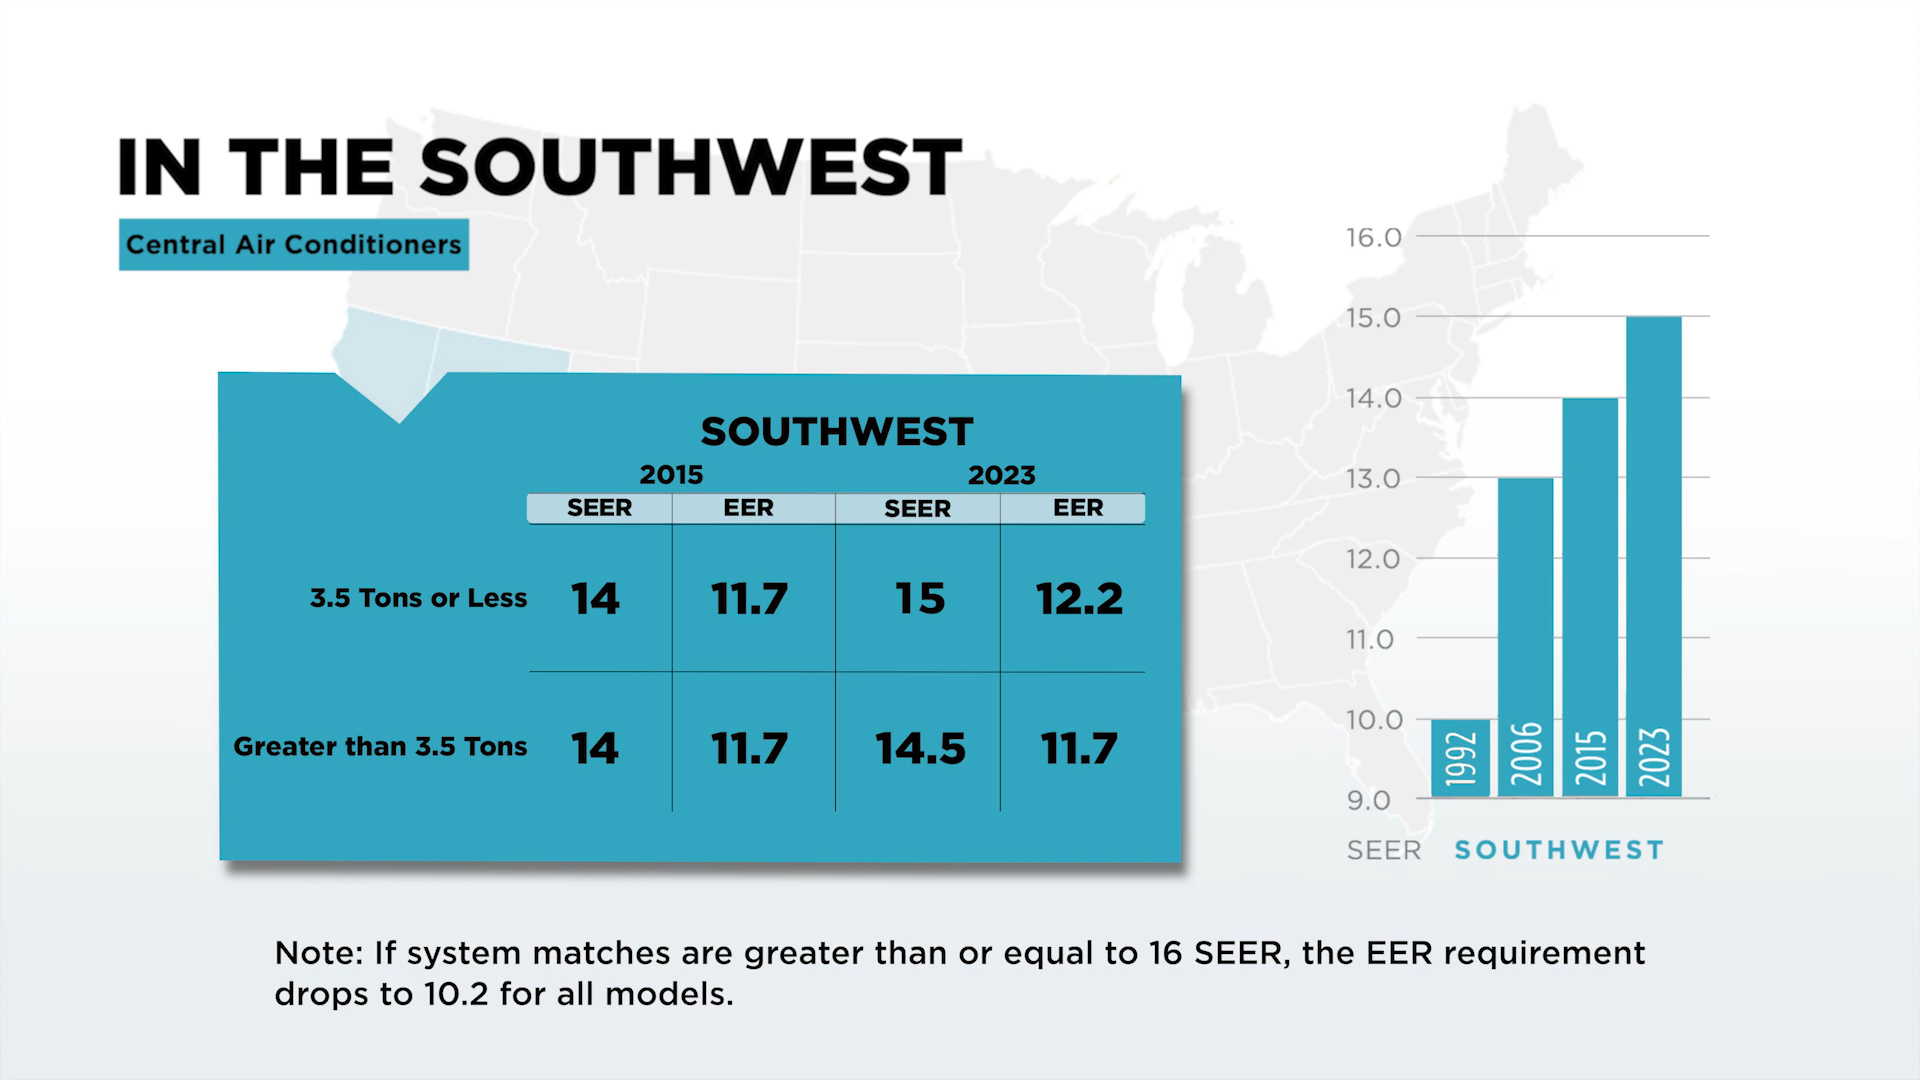 IN THE SOUTHWEST
Central Air Conditioners
SOUTHWEST
2015 2023
SEER EER SEER EER
3.5 Tons or Less 14 11.7 15 12.2
Greater than 3.5 Tons 14 11.7 14.5 11.7
16.0
15.0
14.0
13.0
12.0
11.0
10.0
9.0
1992 2006 2015 2023
SEER SOUTHWEST
Note: If system matches are greater than or equal to 16 SEER, the EER requirement
drops to 10.2 for all models.